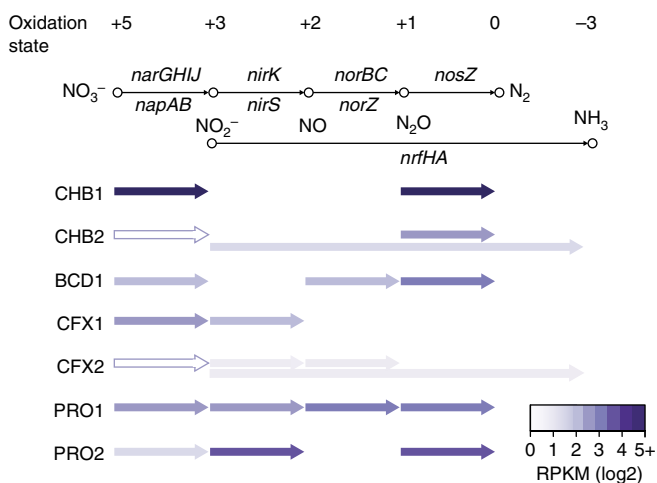 Oxidation state +5 +3 +2 +1 0 −3
narGHIJ nirK norBC nosZ
NO₃⁻ N₂
napAB nirS norZ
NO₂⁻ NO N₂O NH₃
nrfHA
CHB1
CHB2
BCD1
CFX1
CFX2
PRO1
PRO2
0 1 2 3 4 5+
RPKM (log2)